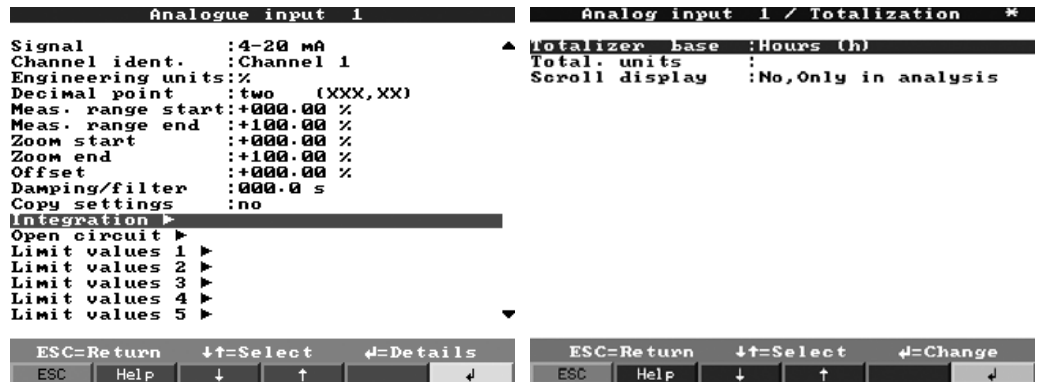 Analogue input 1
Signal :4-20 mA
Channel ident. :Channel 1
Engineering units:%
Decimal point :two (XXX,XX)
Meas. range start:+000.00 %
Meas. range end :+100.00 %
Zoom start :+000.00 %
Zoom end :+100.00 %
Offset :+000.00 %
Damping/filter :000.0 s
Copy settings :no
Integration ▶
Open circuit ▶
Limit values 1 ▶
Limit values 2 ▶
Limit values 3 ▶
Limit values 4 ▶
Limit values 5 ▶
ESC=Return ↓↑=Select ↲=Details
ESC Help ↓ ↑ ↲
Analog input 1 / Totalization *
Totalizer base :Hours (h)
Total. units :
Scroll display :No,Only in analysis
ESC=Return ↓↑=Select ↲=Change
ESC Help ↓ ↑ ↲